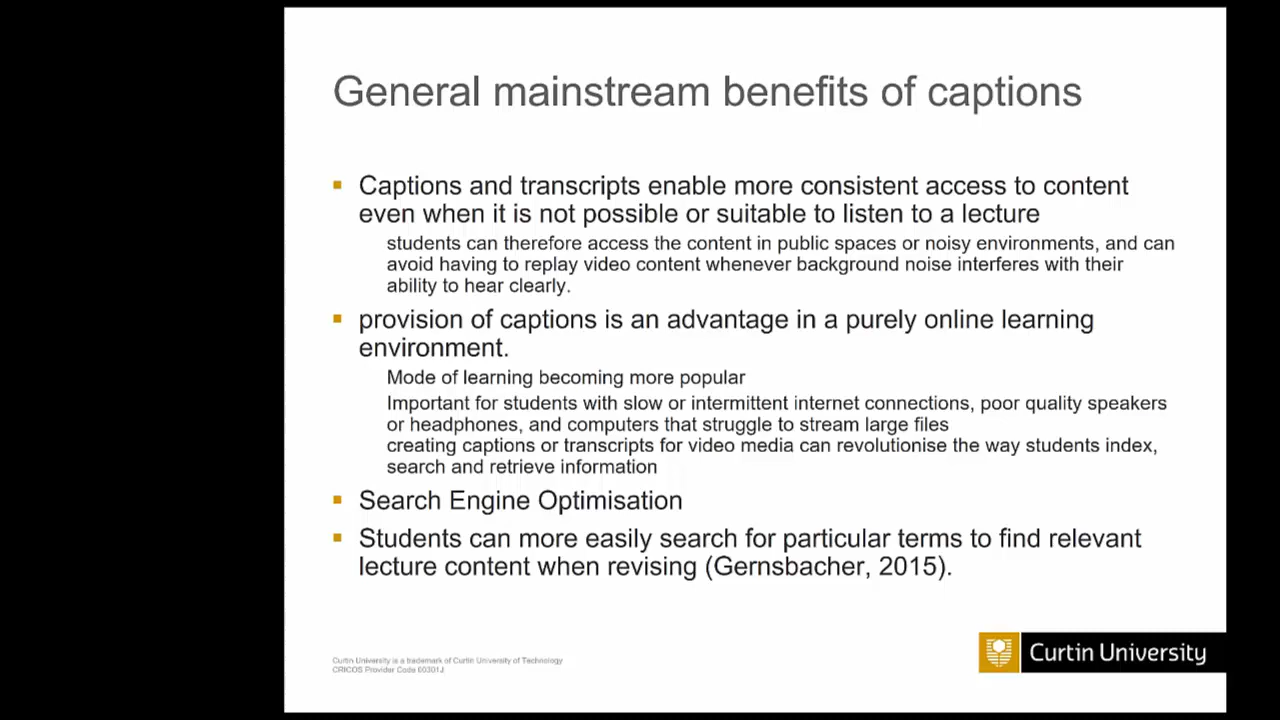 General mainstream benefits of captions
Captions and transcripts enable more consistent access to content
even when it is not possible or suitable to listen to a lecture
students can therefore access the content in public spaces or noisy environments, and can
avoid having to replay video content whenever background noise interferes with their
ability to hear clearly.
provision of captions is an advantage in a purely online learning
environment.
Mode of learning becoming more popular
Important for students with slow or intermittent internet connections, poor quality speakers
or headphones, and computers that struggle to stream large files
creating captions or transcripts for video media can revolutionise the way students index,
search and retrieve information
Search Engine Optimisation
Students can more easily search for particular terms to find relevant
lecture content when revising (Gernsbacher, 2015).
Curtin University is a trademark of Curtin University of Technology
CRICOS Provider Code 00301J
Curtin University